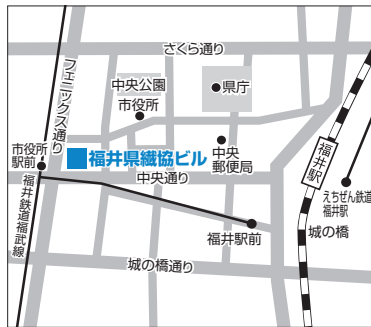 さくら通り
フェニックス通り
中央公園
市役所
県庁
市役所
駅前
福井県繊協ビル
中央
郵便局
福井駅
中央通り
えちぜん鉄道
福井駅
福井鉄道福武線
福井駅前
城の橋
城の橋通り